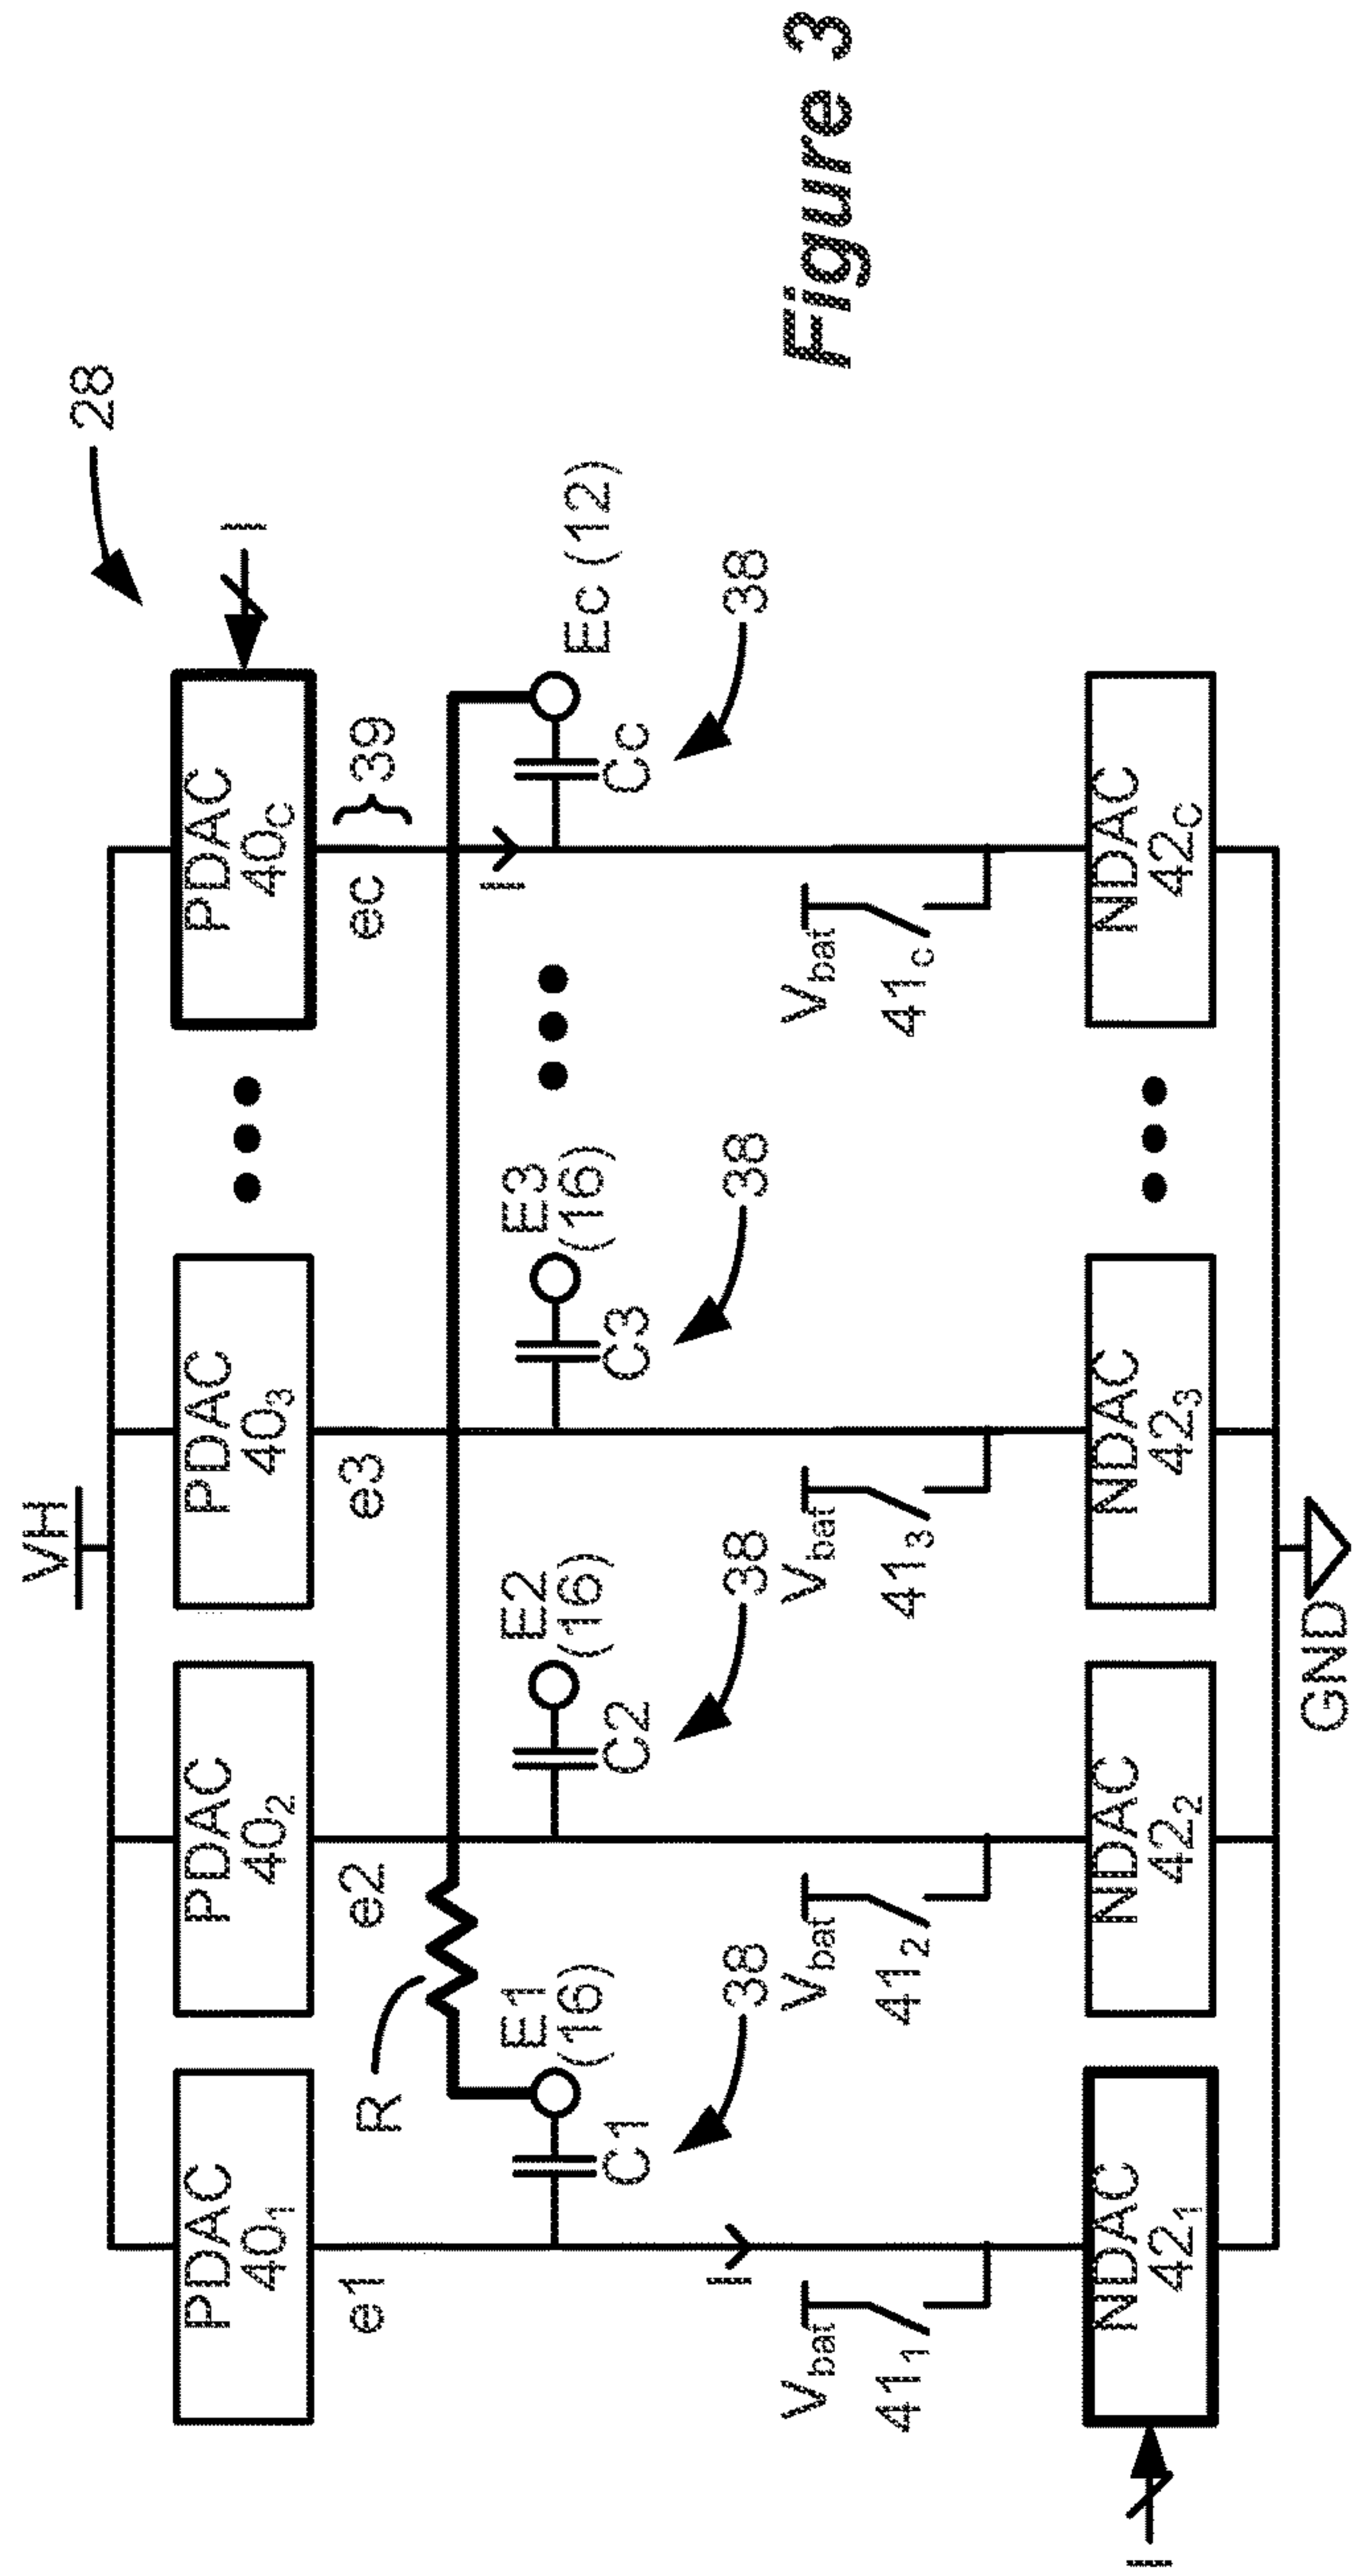 28
VH
PDAC
40₁
PDAC
40₂
PDAC
40₃
PDAC
40C
I
e1
e2
e3
ec
39
R
I
E1
(16)
E2
(16)
E3
(16)
Ec (12)
C1
C2
C3
Cc
I
38
38
38
38
Vbat
41₁
Vbat
41₂
Vbat
41₃
Vbat
41c
I
NDAC
42₁
NDAC
42₂
NDAC
42₃
NDAC
42C
GND
Figure 3